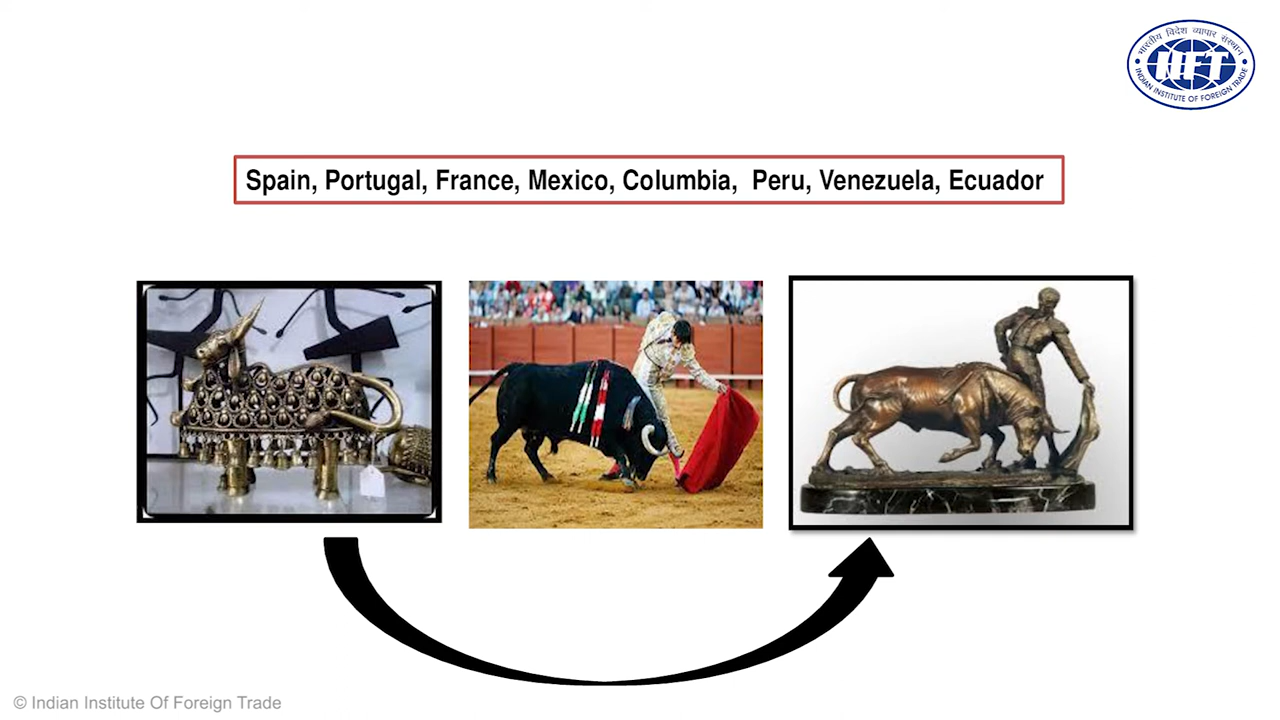 भारतीय विदेश व्यापार संस्थान
IIFT
INDIAN INSTITUTE OF FOREIGN TRADE
Spain, Portugal, France, Mexico, Columbia, Peru, Venezuela, Ecuador
© Indian Institute Of Foreign Trade